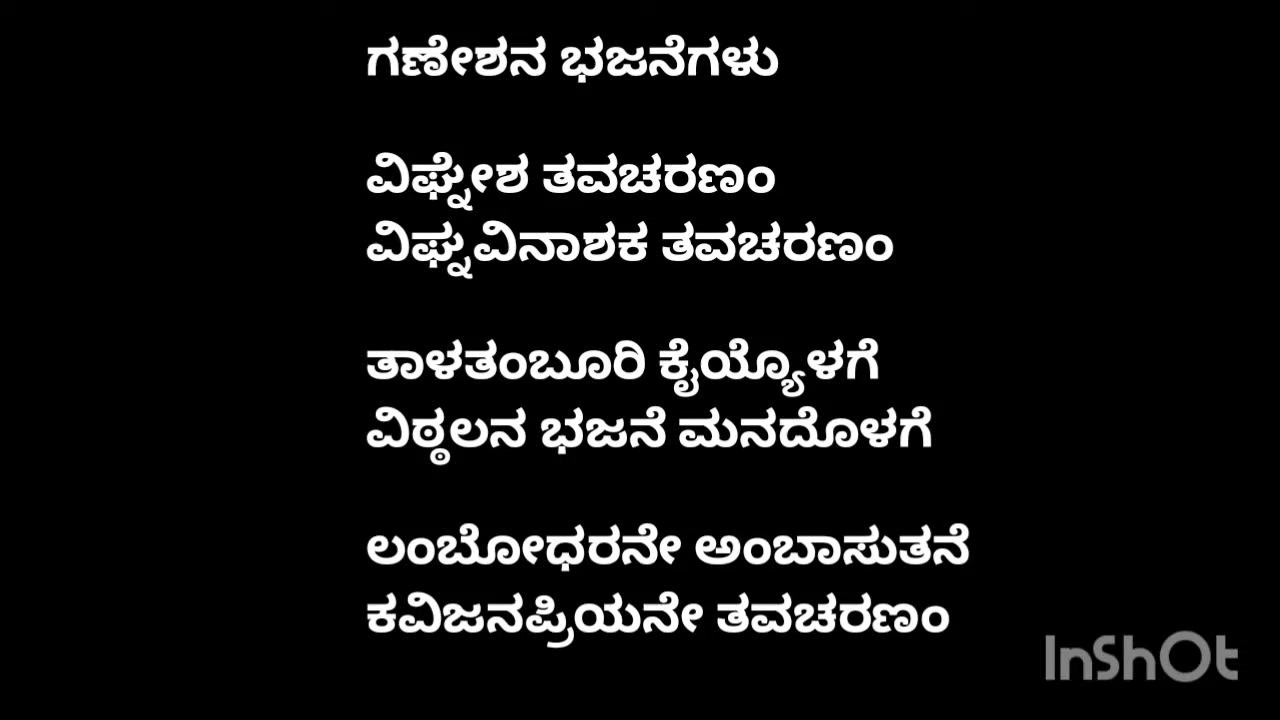 ಗಣೇಶನ ಭಜನೆಗಳು
ವಿಘ್ನೇಶ ತವಚರಣಂ
ವಿಘ್ನವಿನಾಶಕ ತವಚರಣಂ
ತಾಳತಂಬೂರಿ ಕೈಯ್ಯೊಳಗೆ
ವಿಠ್ಠಲನ ಭಜನೆ ಮನದೊಳಗೆ
ಲಂಬೋಧರನೇ ಅಂಬಾಸುತನೆ
ಕವಿಜನಪ್ರಿಯನೇ ತವಚರಣಂ
InShOt